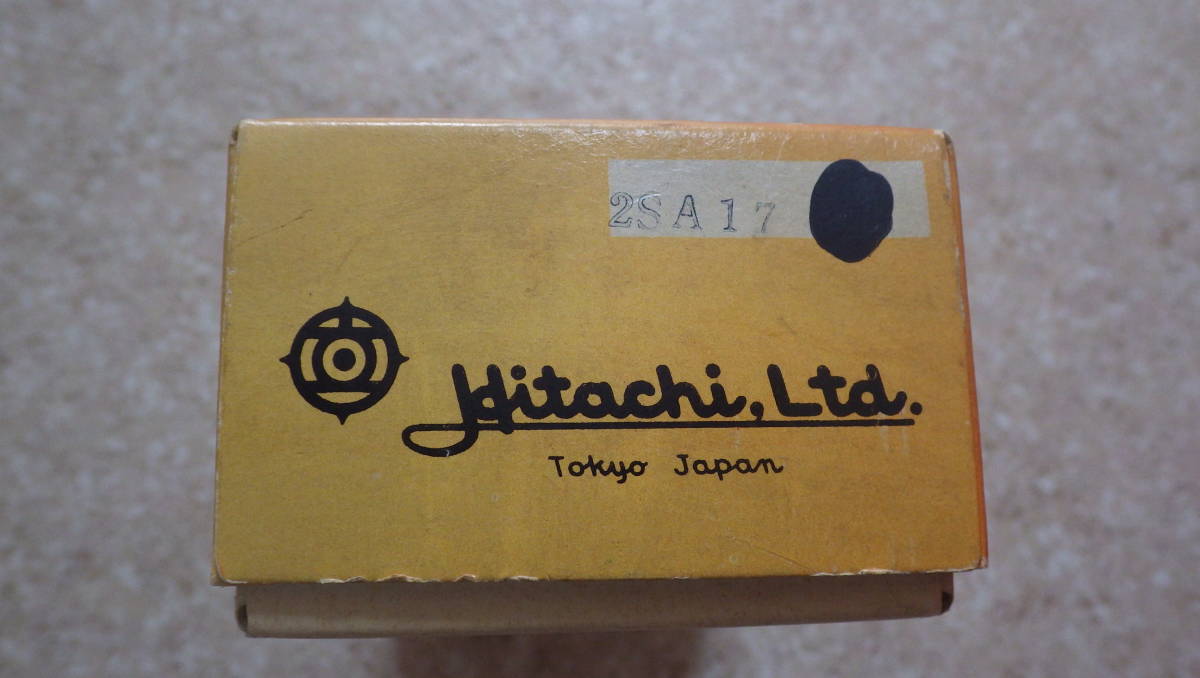 2SA17
Hitachi, Ltd.
Tokyo Japan